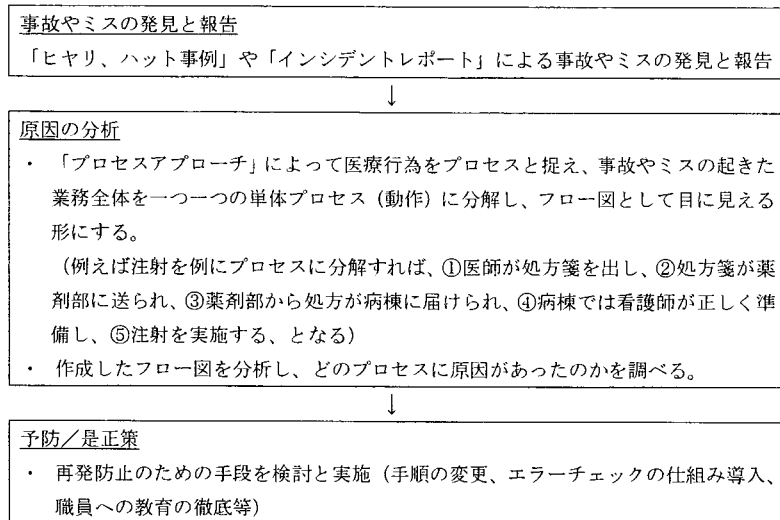 事故やミスの発見と報告
「ヒヤリ、ハット事例」や「インシデントレポート」による事故やミスの発見と報告
↓
原因の分析
・ 「プロセスアプローチ」によって医療行為をプロセスと捉え、事故やミスの起きた
業務全体を一つ一つの単体プロセス（動作）に分解し、フロー図として目に見える
形にする。
（例えば注射を例にプロセスに分解すれば、①医師が処方箋を出し、②処方箋が薬
剤部に送られ、③薬剤部から処方が病棟に届けられ、④病棟では看護師が正しく準
備し、⑤注射を実施する、となる）
・ 作成したフロー図を分析し、どのプロセスに原因があったのかを調べる。
↓
予防／是正策
・ 再発防止のための手段を検討と実施（手順の変更、エラーチェックの仕組み導入、
職員への教育の徹底等）